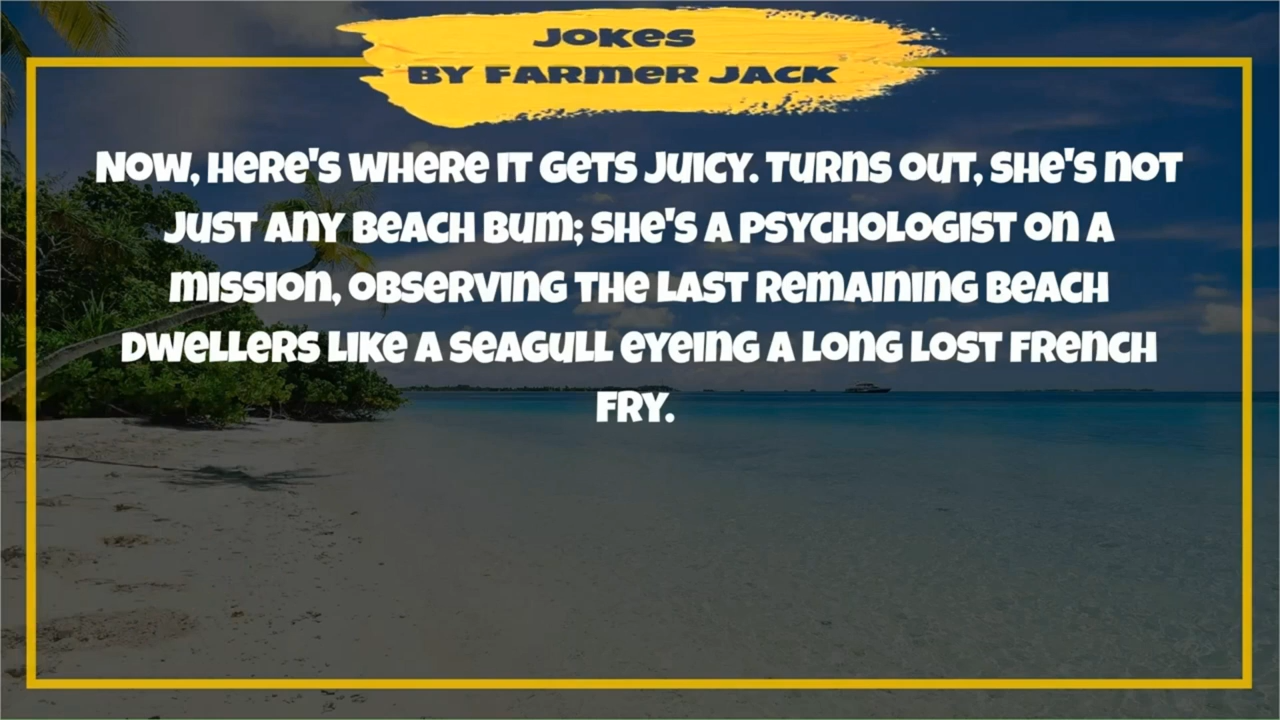 Jokes
By Farmer Jack
Now, here's where it gets juicy. Turns out, she's not
just any beach bum; she's a psychologist on a
mission, observing the last remaining beach
dwellers like a seagull eyeing a long lost French
fry.